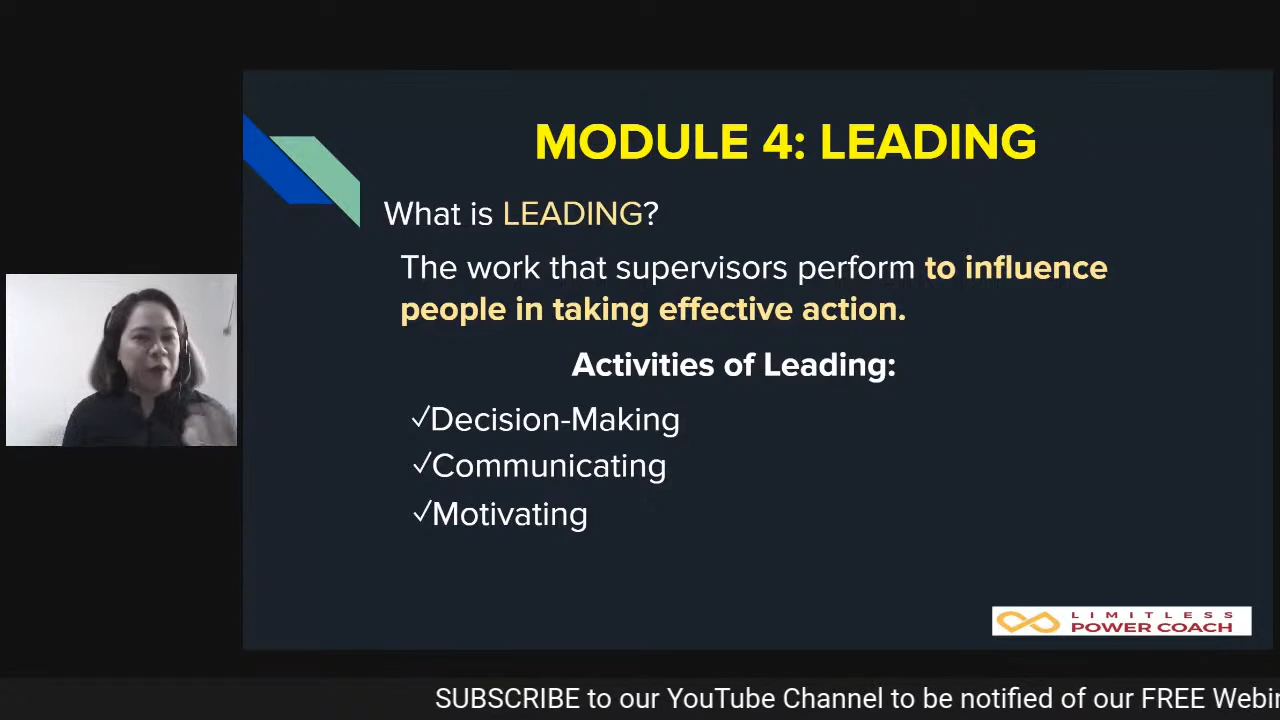 MODULE 4: LEADING
What is LEADING?
The work that supervisors perform to influence
people in taking effective action.
Activities of Leading:
✓Decision-Making
✓Communicating
✓Motivating
LIMITLESS
POWER COACH
SUBSCRIBE to our YouTube Channel to be notified of our FREE Webi